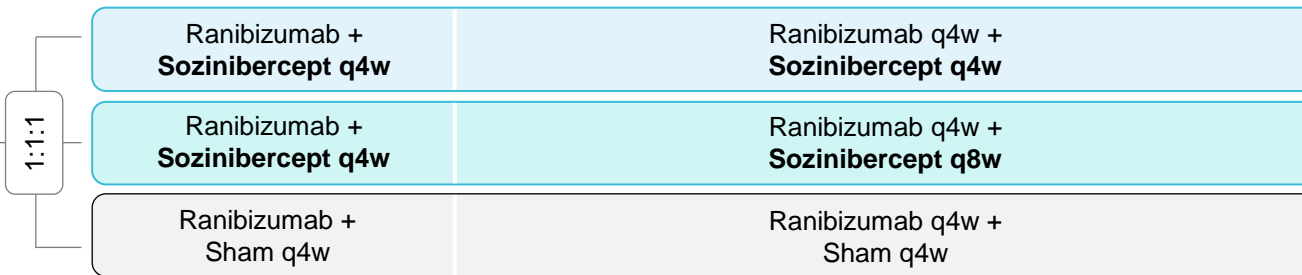 1:1:1
Ranibizumab +
Sozinibercept q4w
Ranibizumab q4w +
Sozinibercept q4w
Ranibizumab +
Sozinibercept q4w
Ranibizumab q4w +
Sozinibercept q8w
Ranibizumab +
Sham q4w
Ranibizumab q4w +
Sham q4w